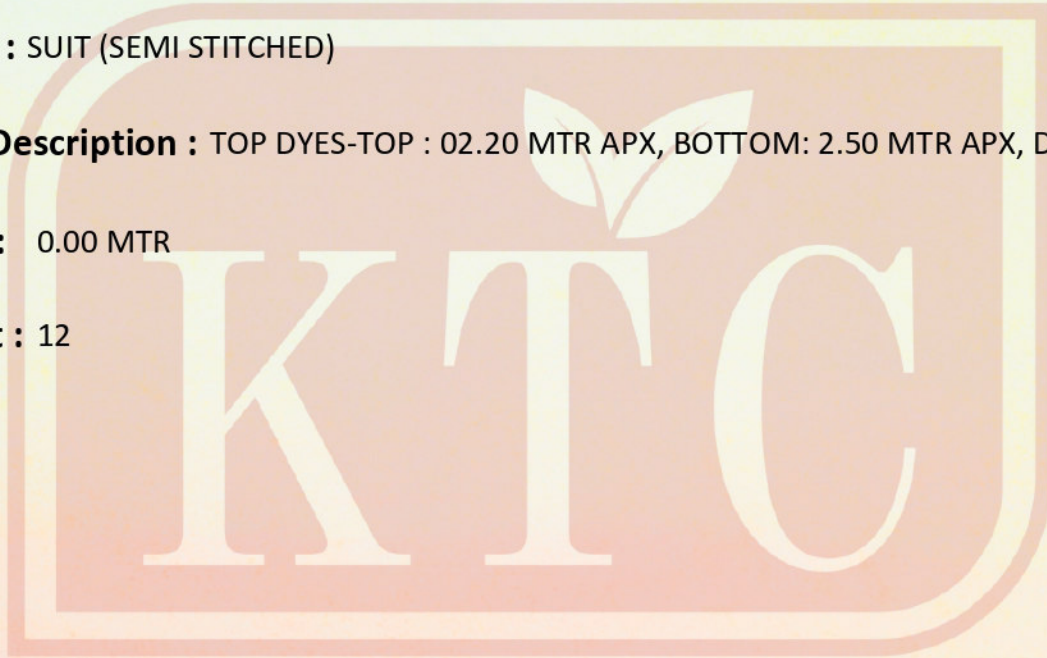 : SUIT (SEMI STITCHED)
Description : TOP DYES-TOP : 02.20 MTR APX, BOTTOM: 2.50 MTR APX, D
: 0.00 MTR
: 12
KTC